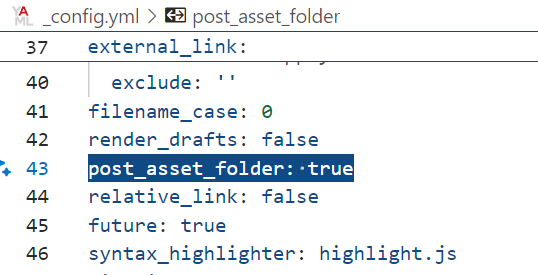 _config.yml > post_asset_folder
37 external_link:
40 exclude: ''
41 filename_case: 0
42 render_drafts: false
43 post_asset_folder: true
44 relative_link: false
45 future: true
46 syntax_highlighter: highlight.js